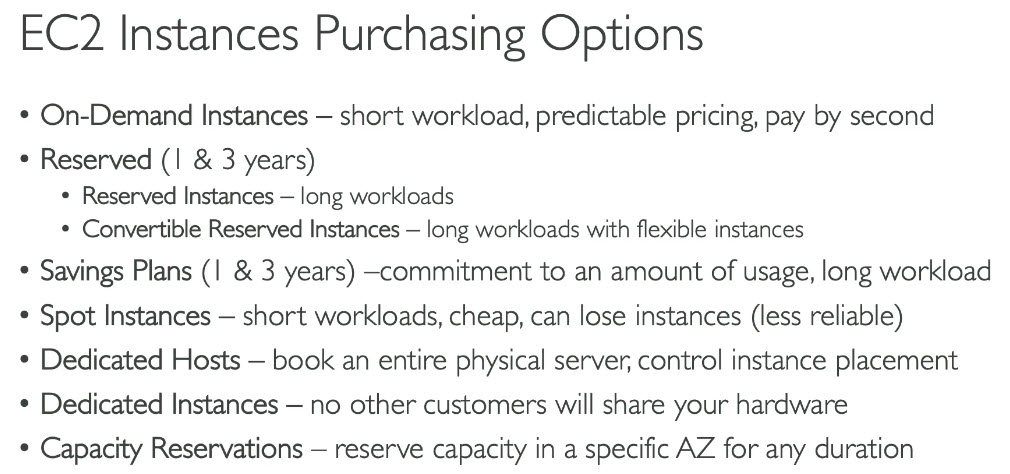 EC2 Instances Purchasing Options
• On-Demand Instances – short workload, predictable pricing, pay by second
• Reserved (1 & 3 years)
• Reserved Instances – long workloads
• Convertible Reserved Instances – long workloads with flexible instances
• Savings Plans (1 & 3 years) –commitment to an amount of usage, long workload
• Spot Instances – short workloads, cheap, can lose instances (less reliable)
• Dedicated Hosts – book an entire physical server, control instance placement
• Dedicated Instances – no other customers will share your hardware
• Capacity Reservations – reserve capacity in a specific AZ for any duration